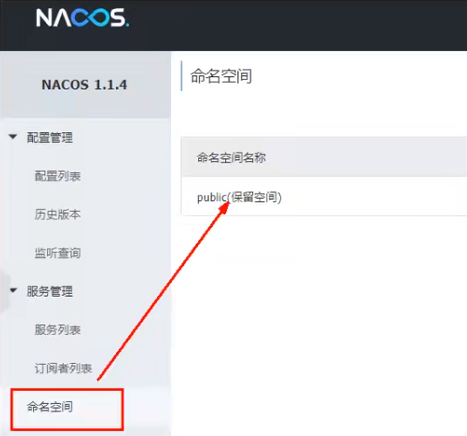 NACOS.
NACOS 1.1.4
配置管理
配置列表
历史版本
监听查询
服务管理
服务列表
订阅者列表
命名空间
命名空间
命名空间名称
public(保留空间)